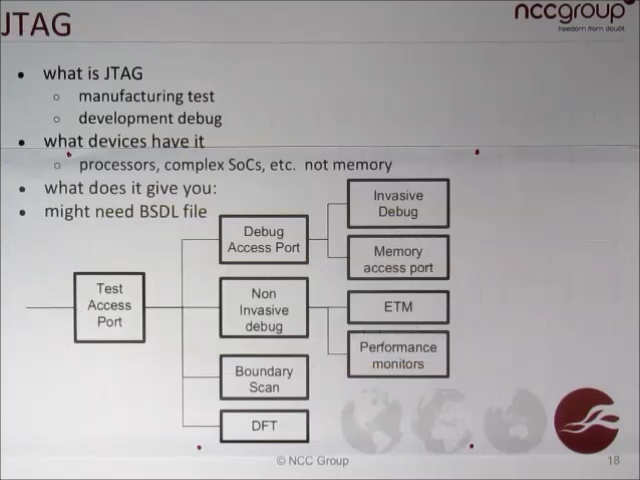 JTAG
nccgroup
freedom from doubt
• what is JTAG
○ manufacturing test
○ development debug
• what devices have it
○ processors, complex SoCs, etc. not memory
• what does it give you:
• might need BSDL file
Test
Access
Port
Debug
Access Port
Invasive
Debug
Memory
access port
Non
Invasive
debug
ETM
Performance
monitors
Boundary
Scan
DFT
© NCC Group
18